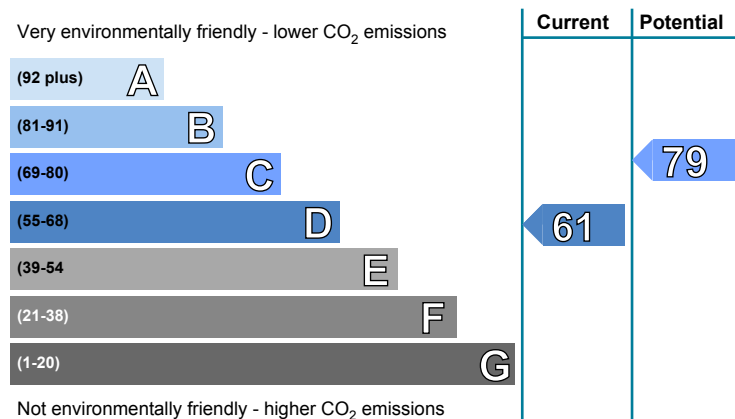 Very environmentally friendly - lower CO2 emissions
Current
Potential
(92 plus) A
(81-91) B
(69-80) C
79
(55-68) D
61
(39-54 E
(21-38) F
(1-20) G
Not environmentally friendly - higher CO2 emissions